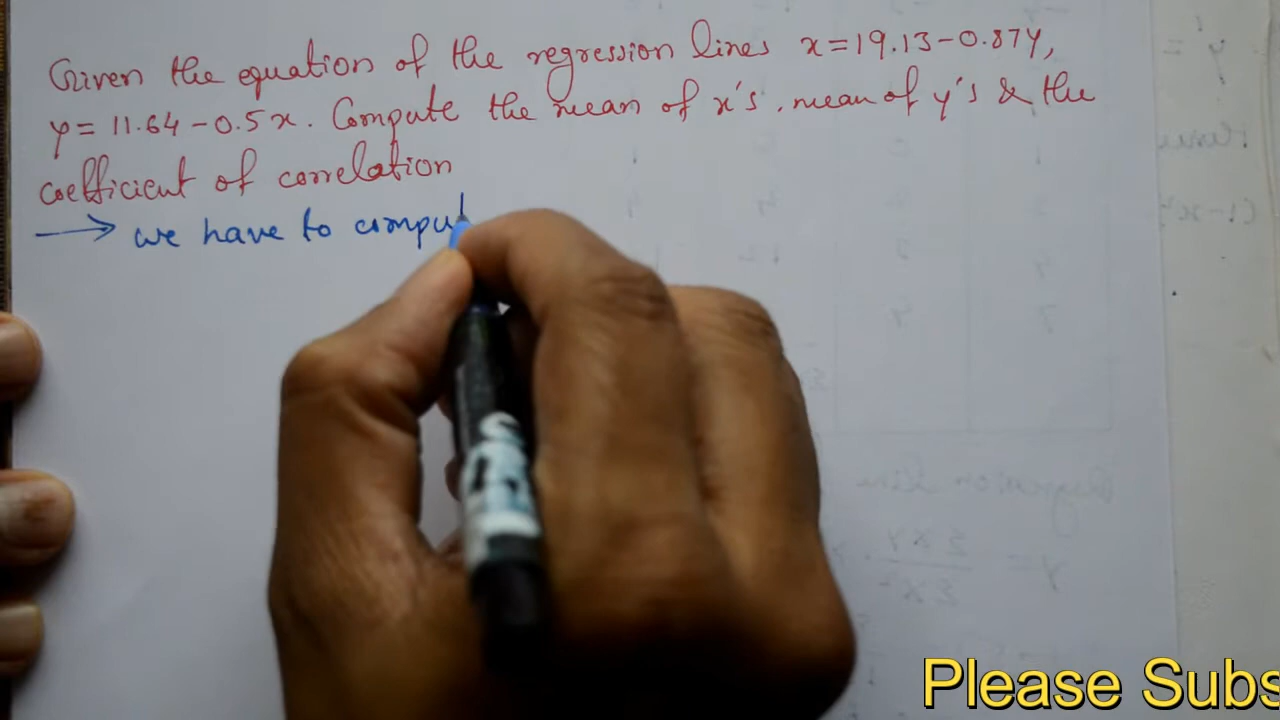 Given the equation of the regression lines x=19.13-0.87y,
y= 11.64-0.5x. Compute the mean of x's, mean of y's & the
coefficient of correlation
→ we have to comput
Please Subs